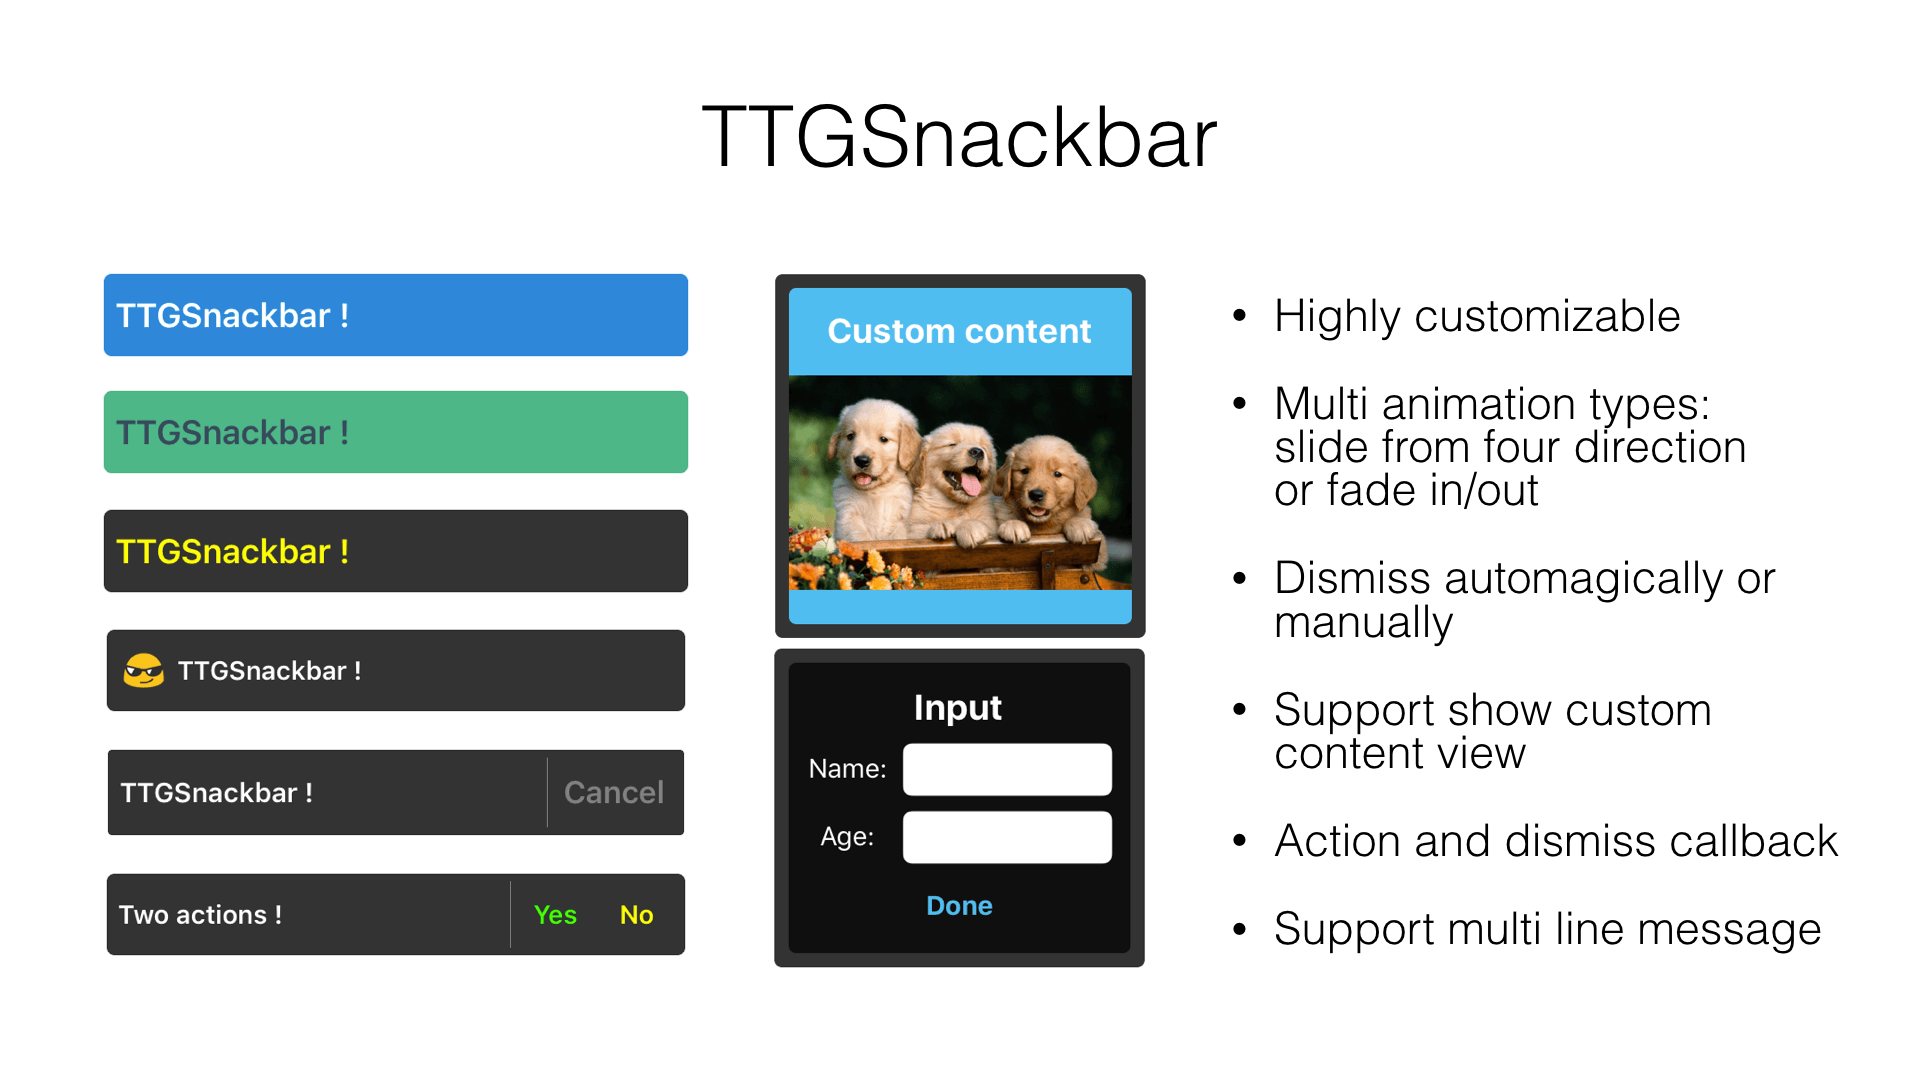 TTGSnackbar
TTGSnackbar !
TTGSnackbar !
TTGSnackbar !
TTGSnackbar !
TTGSnackbar !
Cancel
Two actions !
Yes
No
Custom content
Input
Name:
Age:
Done
• Highly customizable
• Multi animation types:
slide from four direction
or fade in/out
• Dismiss automagically or
manually
• Support show custom
content view
• Action and dismiss callback
• Support multi line message